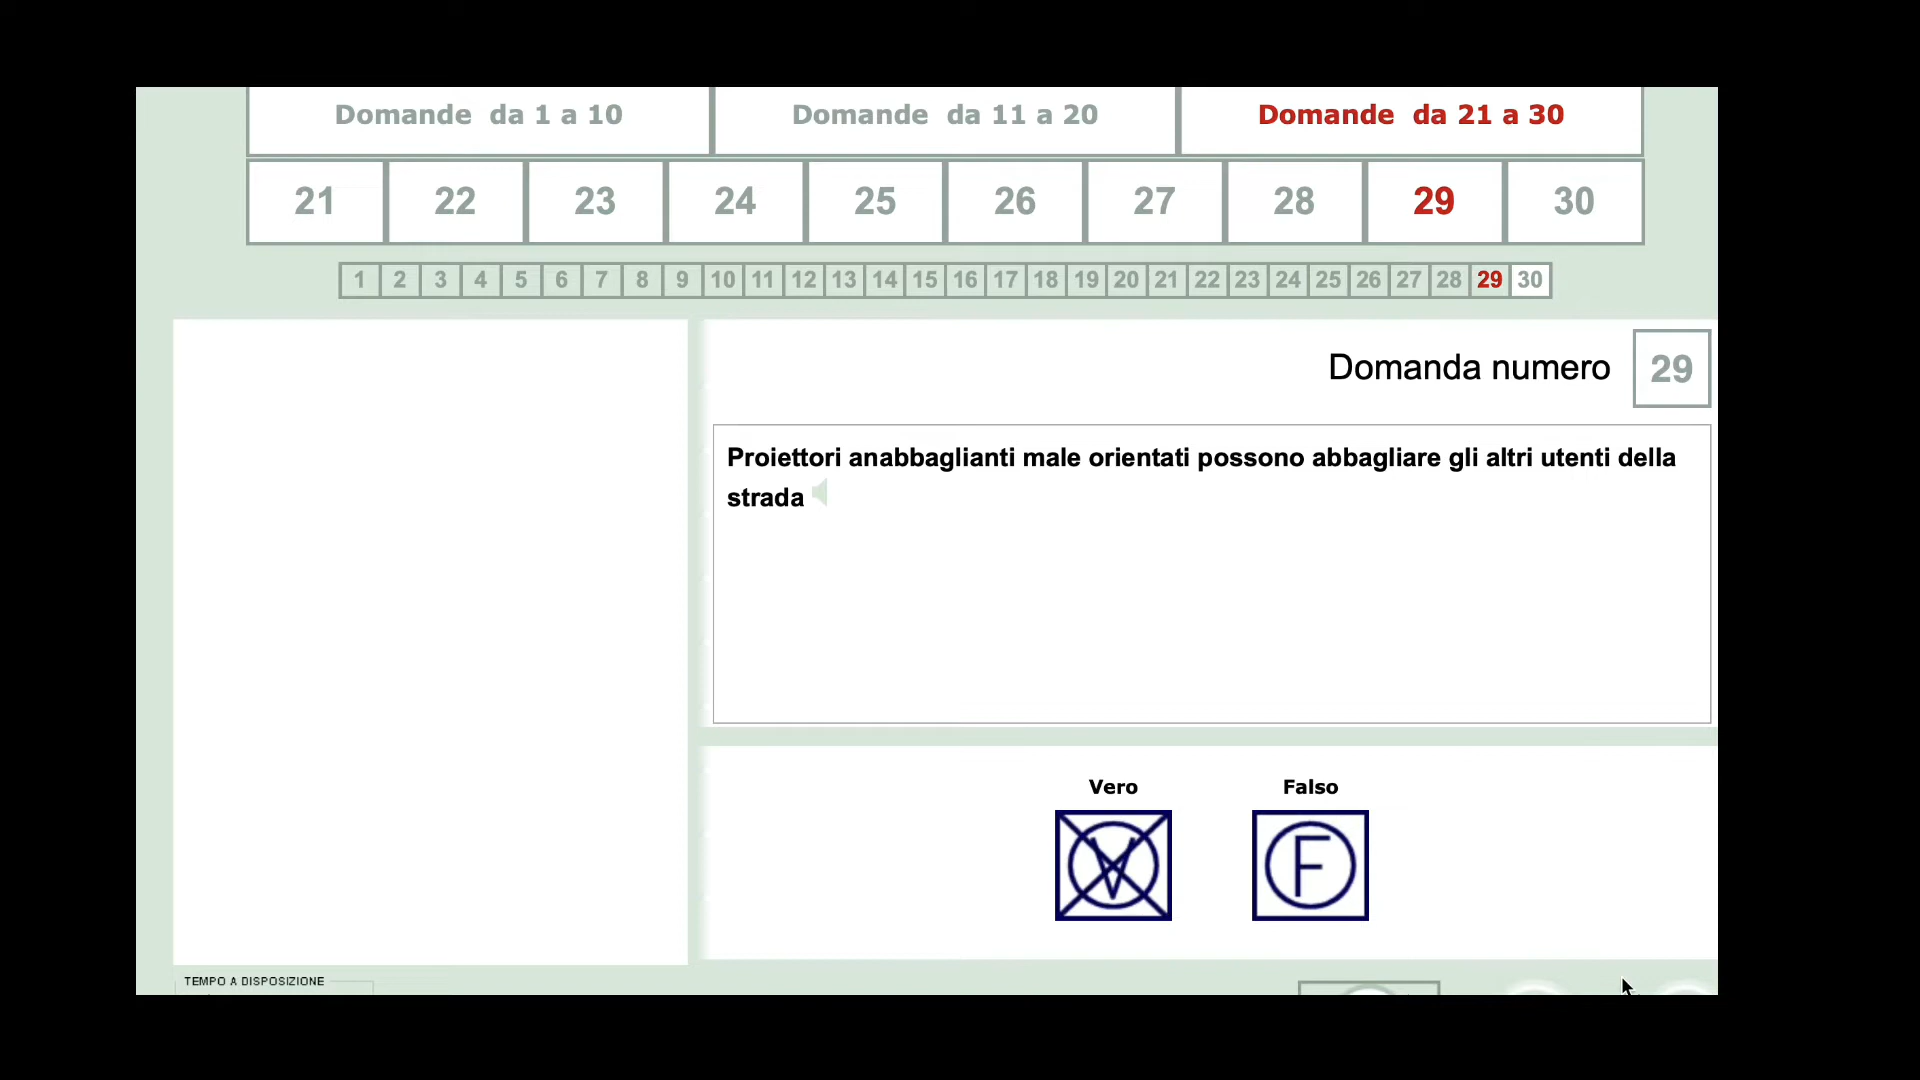 Domande da 1 a 10
Domande da 11 a 20
Domande da 21 a 30
21 22 23 24 25 26 27 28 29 30
1 2 3 4 5 6 7 8 9 10 11 12 13 14 15 16 17 18 19 20 21 22 23 24 25 26 27 28 29 30
Domanda numero 29
Proiettori anabbaglianti male orientati possono abbagliare gli altri utenti della
strada
Vero Falso
V F
TEMPO A DISPOSIZIONE